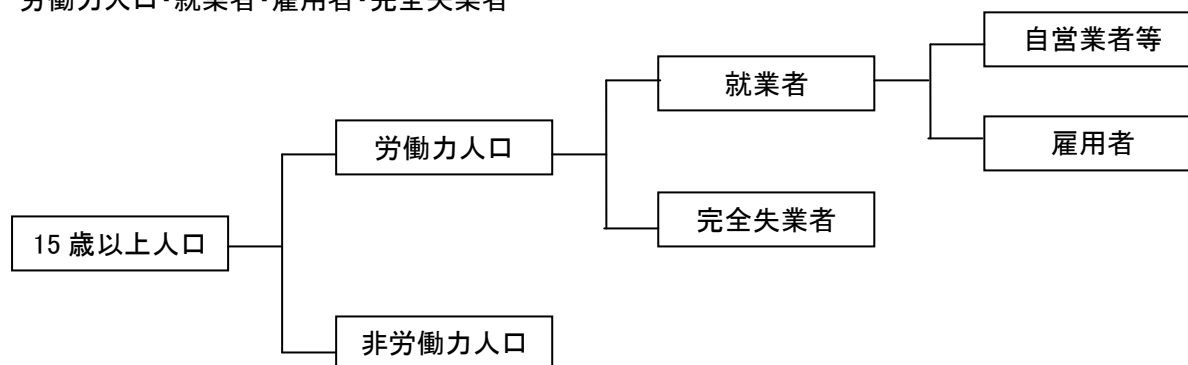 労働力人口・就業者・雇用者・完全失業者
自営業者等
就業者
雇用者
労働力人口
完全失業者
15歳以上人口
非労働力人口